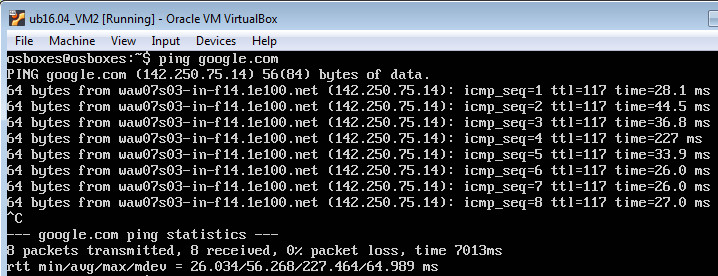 ub16.04_VM2 [Running] - Oracle VM VirtualBox
File Machine View Input Devices Help
osboxes@osboxes:~$ ping google.com
PING google.com (142.250.75.14) 56(84) bytes of data.
64 bytes from waw07s03-in-f14.1e100.net (142.250.75.14): icmp_seq=1 ttl=117 time=28.1 ms
64 bytes from waw07s03-in-f14.1e100.net (142.250.75.14): icmp_seq=2 ttl=117 time=44.5 ms
64 bytes from waw07s03-in-f14.1e100.net (142.250.75.14): icmp_seq=3 ttl=117 time=36.8 ms
64 bytes from waw07s03-in-f14.1e100.net (142.250.75.14): icmp_seq=4 ttl=117 time=227 ms
64 bytes from waw07s03-in-f14.1e100.net (142.250.75.14): icmp_seq=5 ttl=117 time=33.9 ms
64 bytes from waw07s03-in-f14.1e100.net (142.250.75.14): icmp_seq=6 ttl=117 time=26.0 ms
64 bytes from waw07s03-in-f14.1e100.net (142.250.75.14): icmp_seq=7 ttl=117 time=26.0 ms
64 bytes from waw07s03-in-f14.1e100.net (142.250.75.14): icmp_seq=8 ttl=117 time=27.0 ms
^C
--- google.com ping statistics ---
8 packets transmitted, 8 received, 0% packet loss, time 7013ms
rtt min/avg/max/mdev = 26.034/56.268/227.464/64.989 ms